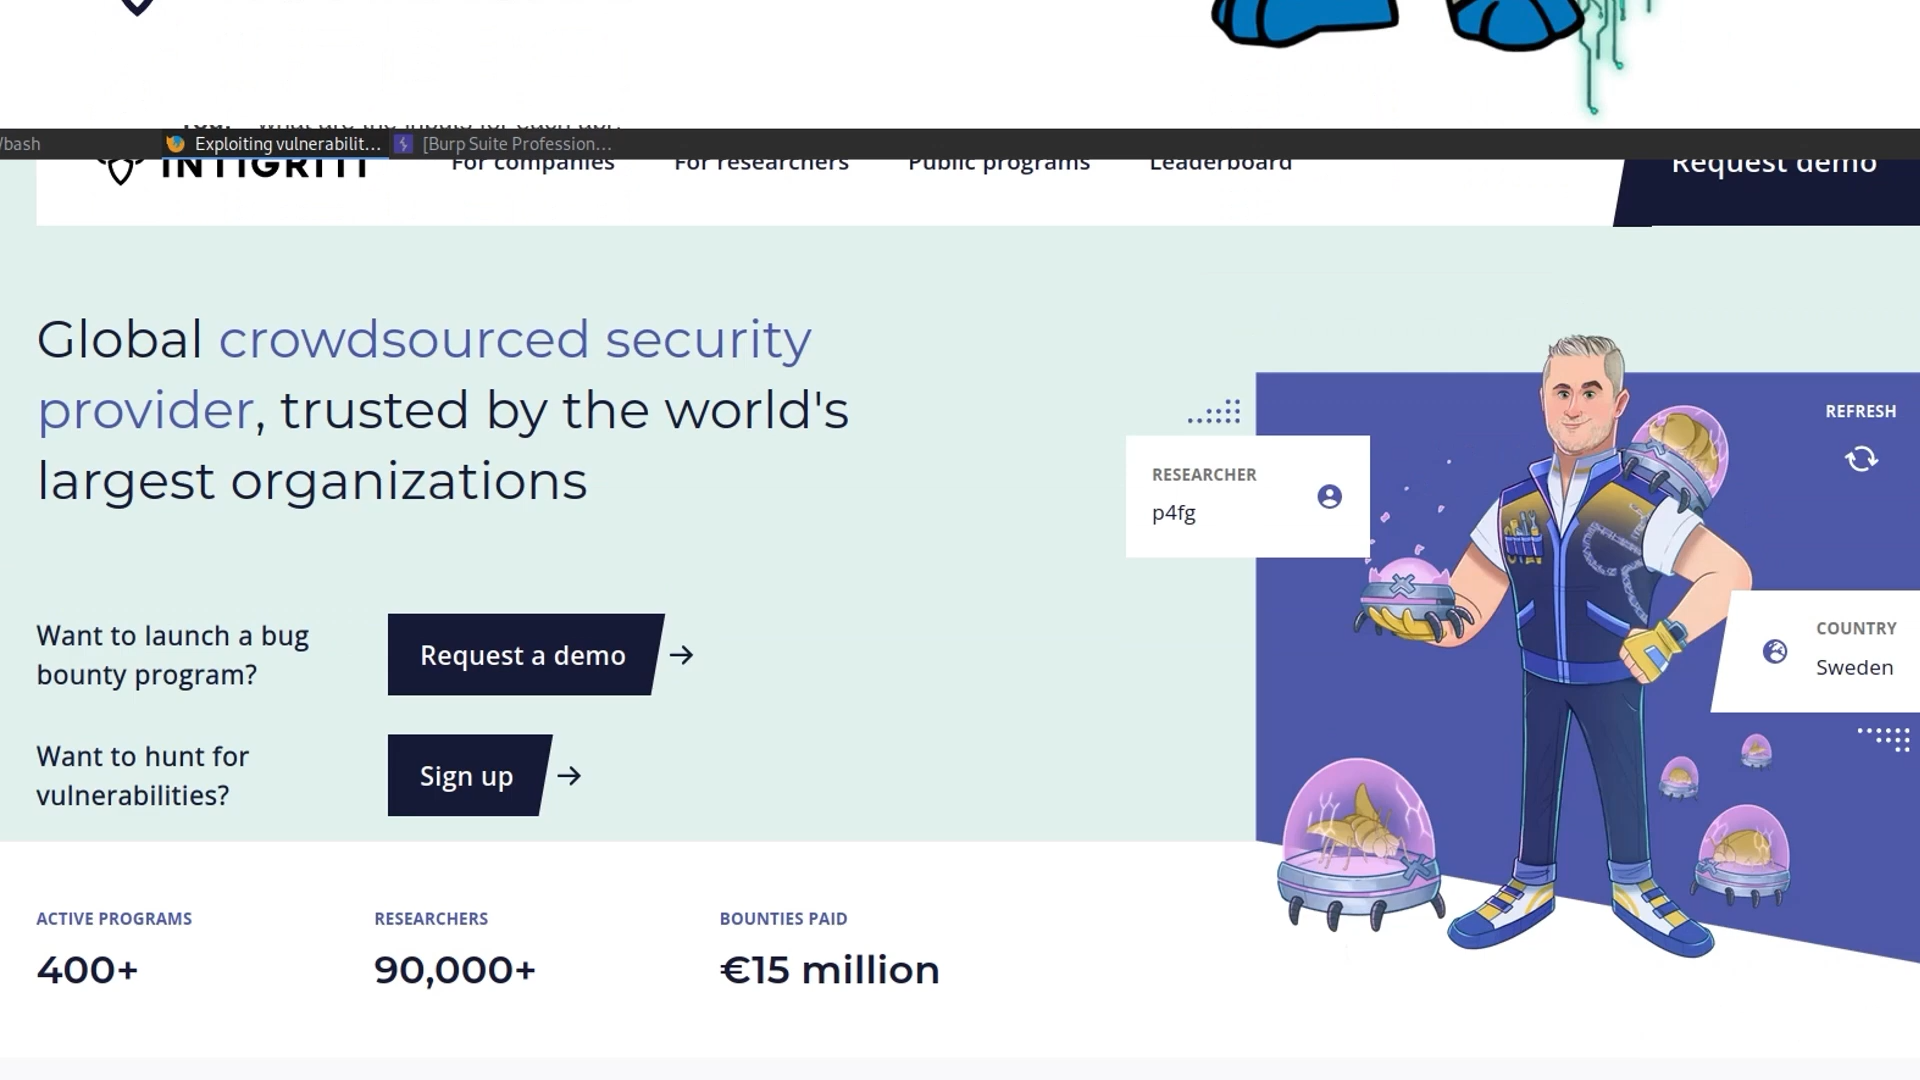 /bash
Exploiting vulnerabilit...
[Burp Suite Profession...
INTIGRITI
For companies
For researchers
Public programs
Leaderboard
Request demo
Global crowdsourced security
provider, trusted by the world's
largest organizations
REFRESH
RESEARCHER
p4fg
Want to launch a bug
bounty program?
Request a demo
COUNTRY
Sweden
Want to hunt for
vulnerabilities?
Sign up
ACTIVE PROGRAMS
400+
RESEARCHERS
90,000+
BOUNTIES PAID
€15 million